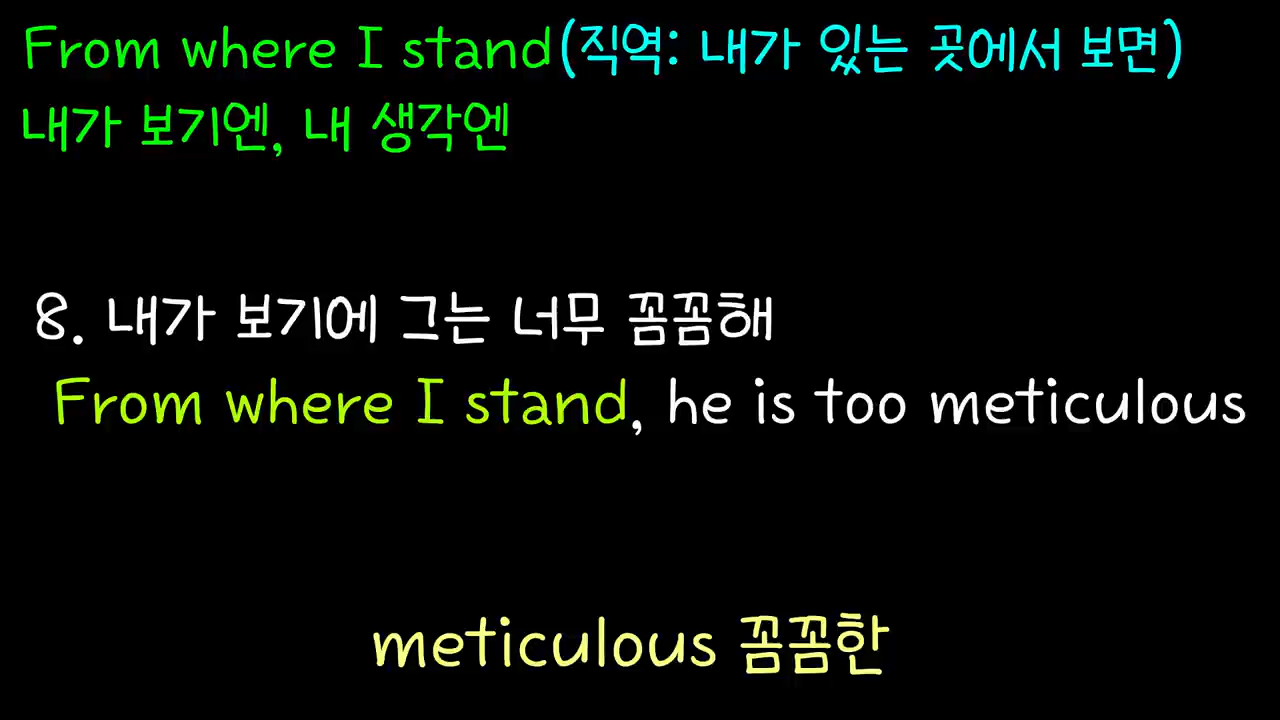 From where I stand(직역: 내가 있는 곳에서 보면)
내가 보기엔, 내 생각엔
8. 내가 보기에 그는 너무 꼼꼼해
From where I stand, he is too meticulous
meticulous 꼼꼼한